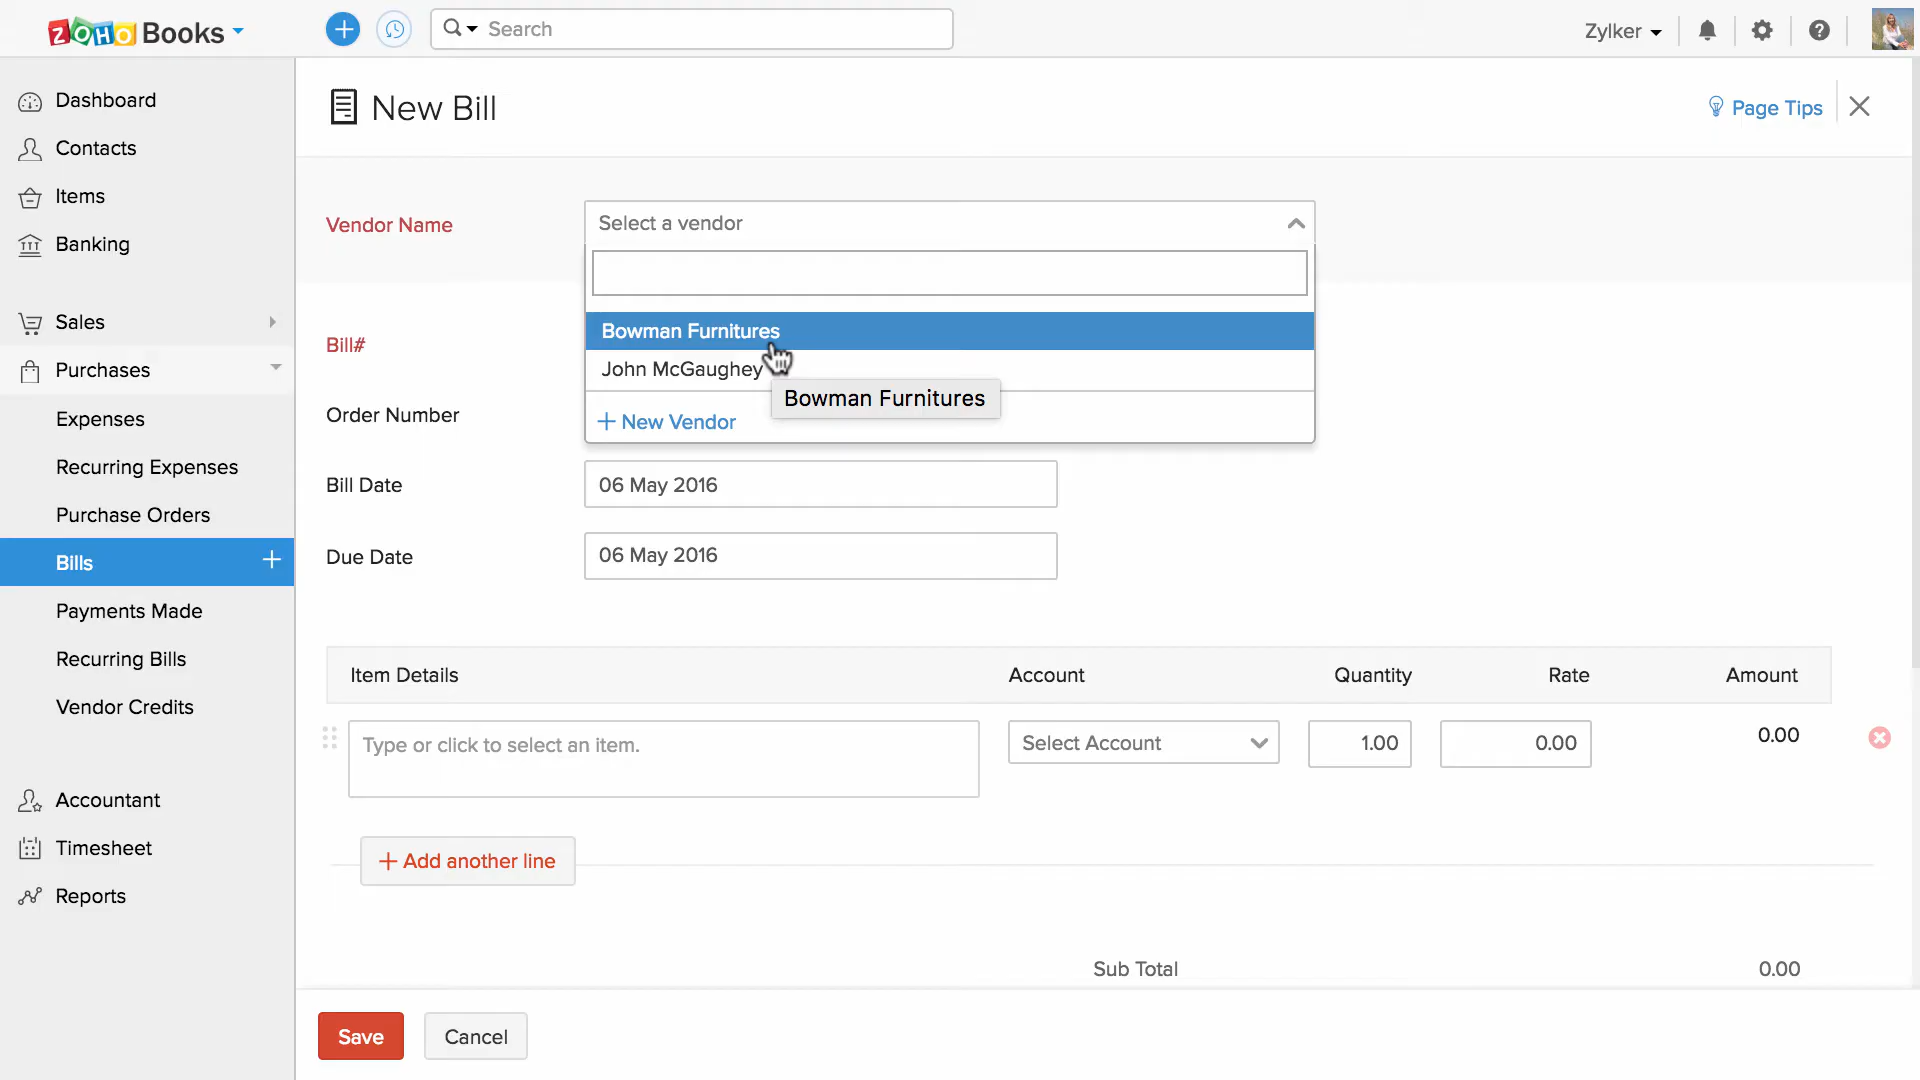 ZOHO Books
Search
Zylker
Dashboard
Contacts
Items
Banking
Sales
Purchases
Expenses
Recurring Expenses
Purchase Orders
Bills
Payments Made
Recurring Bills
Vendor Credits
Accountant
Timesheet
Reports
New Bill
Page Tips
Vendor Name
Select a vendor
Bowman Furnitures
John McGaughey
Bowman Furnitures
+ New Vendor
Bill#
Order Number
Bill Date
06 May 2016
Due Date
06 May 2016
Item Details Account Quantity Rate Amount
Type or click to select an item. Select Account 1.00 0.00 0.00
+ Add another line
Sub Total 0.00
Save Cancel